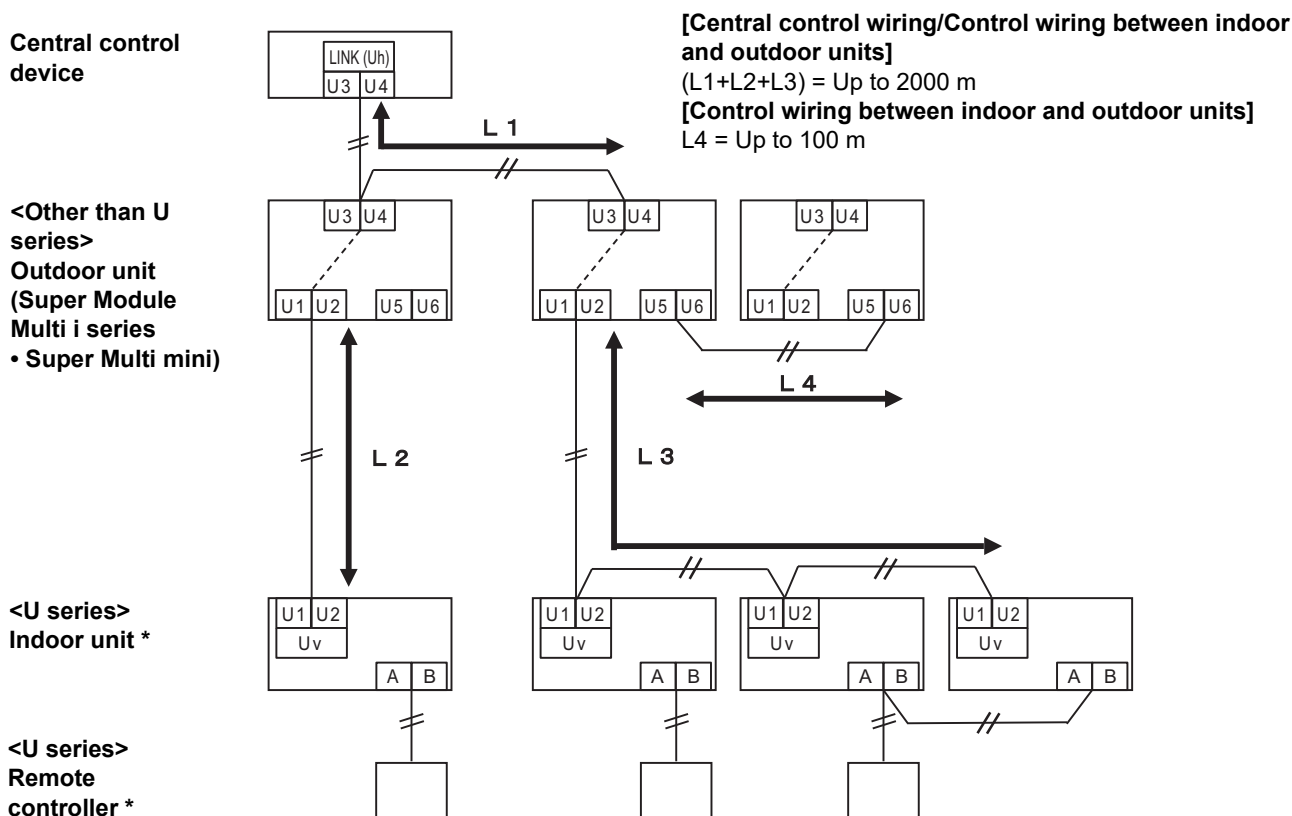 Central control
device
LINK (Uh)
U3 U4
[Central control wiring/Control wiring between indoor
and outdoor units]
(L1+L2+L3) = Up to 2000 m
[Control wiring between indoor and outdoor units]
L4 = Up to 100 m
L 1
<Other than U
series>
Outdoor unit
(Super Module
Multi i series
• Super Multi mini)
U3 U4
U3 U4
U3 U4
U1 U2 U5 U6
U1 U2 U5 U6
U1 U2 U5 U6
L 4
L 2
L 3
<U series>
Indoor unit *
U1 U2
Uv
A B
U1 U2
Uv
A B
U1 U2
Uv
A B
U1 U2
Uv
A B
<U series>
Remote
controller *